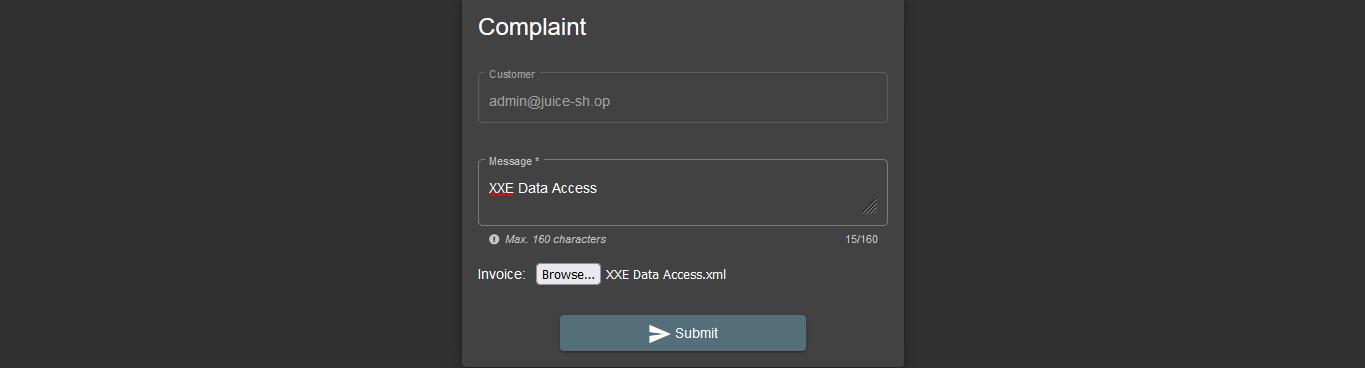 Complaint
Customer
admin@juice-sh.op
Message *
XXE Data Access
Max. 160 characters 15/160
Invoice: Browse... XXE Data Access.xml
Submit